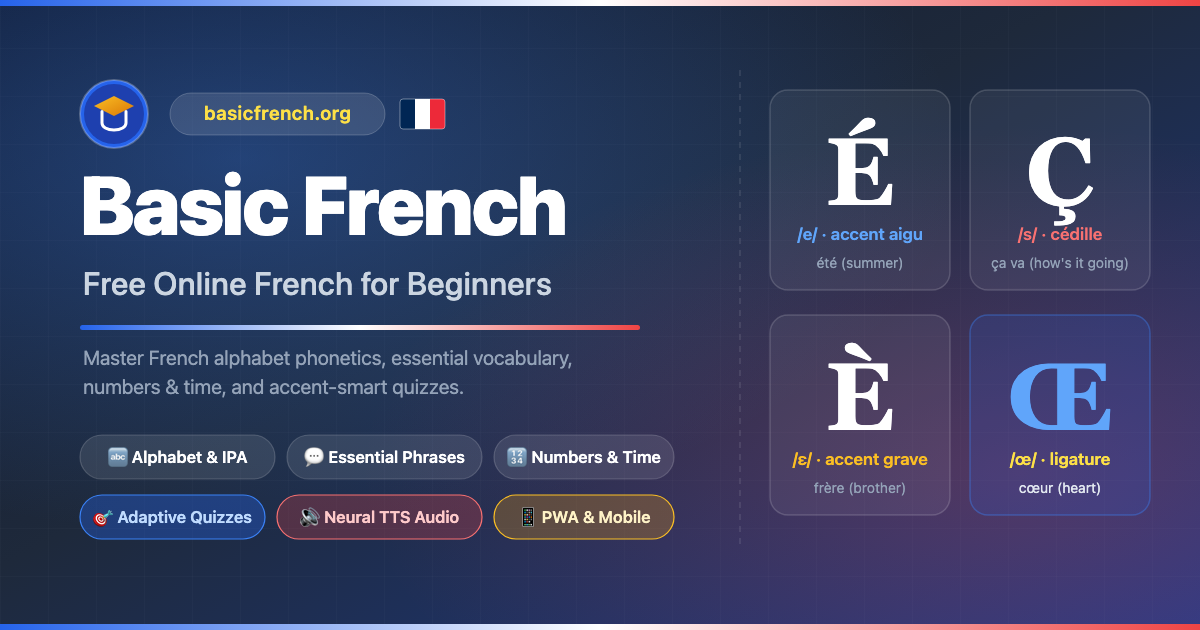 basicfrench.org
Basic French
Free Online French for Beginners
Master French alphabet phonetics, essential vocabulary,
numbers & time, and accent-smart quizzes.
abc Alphabet & IPA
Essential Phrases
1234 Numbers & Time
Adaptive Quizzes
Neural TTS Audio
PWA & Mobile
É
/e/ · accent aigu
été (summer)
Ç
/s/ · cédille
ça va (how's it going)
È
/ɛ/ · accent grave
frère (brother)
Œ
/œ/ · ligature
cœur (heart)